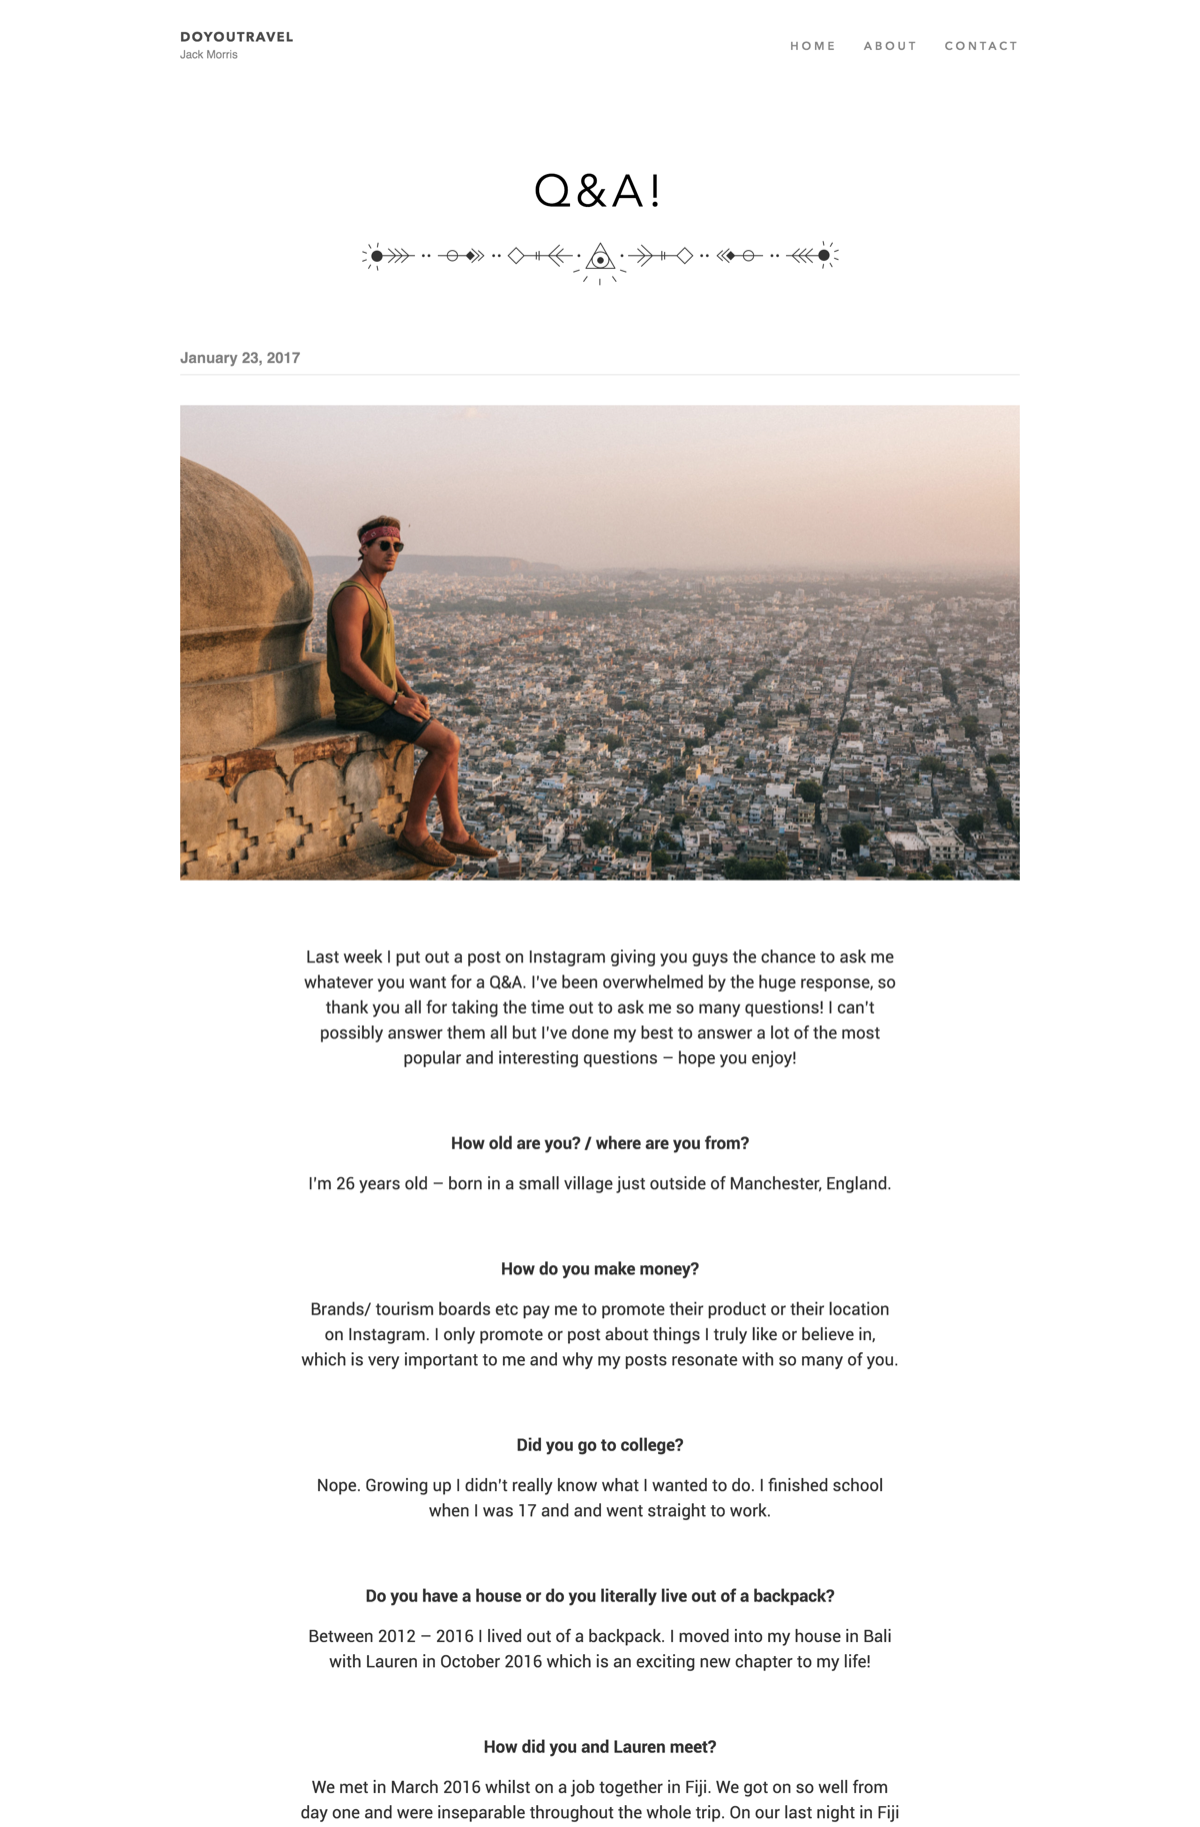 DOYOUTRAVEL
Jack Morris
HOME ABOUT CONTACT
Q&A!
January 23, 2017
Last week I put out a post on Instagram giving you guys the chance to ask me
whatever you want for a Q&A. I've been overwhelmed by the huge response, so
thank you all for taking the time out to ask me so many questions! I can't
possibly answer them all but I've done my best to answer a lot of the most
popular and interesting questions – hope you enjoy!
How old are you? / where are you from?
I'm 26 years old – born in a small village just outside of Manchester, England.
How do you make money?
Brands/ tourism boards etc pay me to promote their product or their location
on Instagram. I only promote or post about things I truly like or believe in,
which is very important to me and why my posts resonate with so many of you.
Did you go to college?
Nope. Growing up I didn't really know what I wanted to do. I finished school
when I was 17 and and went straight to work.
Do you have a house or do you literally live out of a backpack?
Between 2012 – 2016 I lived out of a backpack. I moved into my house in Bali
with Lauren in October 2016 which is an exciting new chapter to my life!
How did you and Lauren meet?
We met in March 2016 whilst on a job together in Fiji. We got on so well from
day one and were inseparable throughout the whole trip. On our last night in Fiji